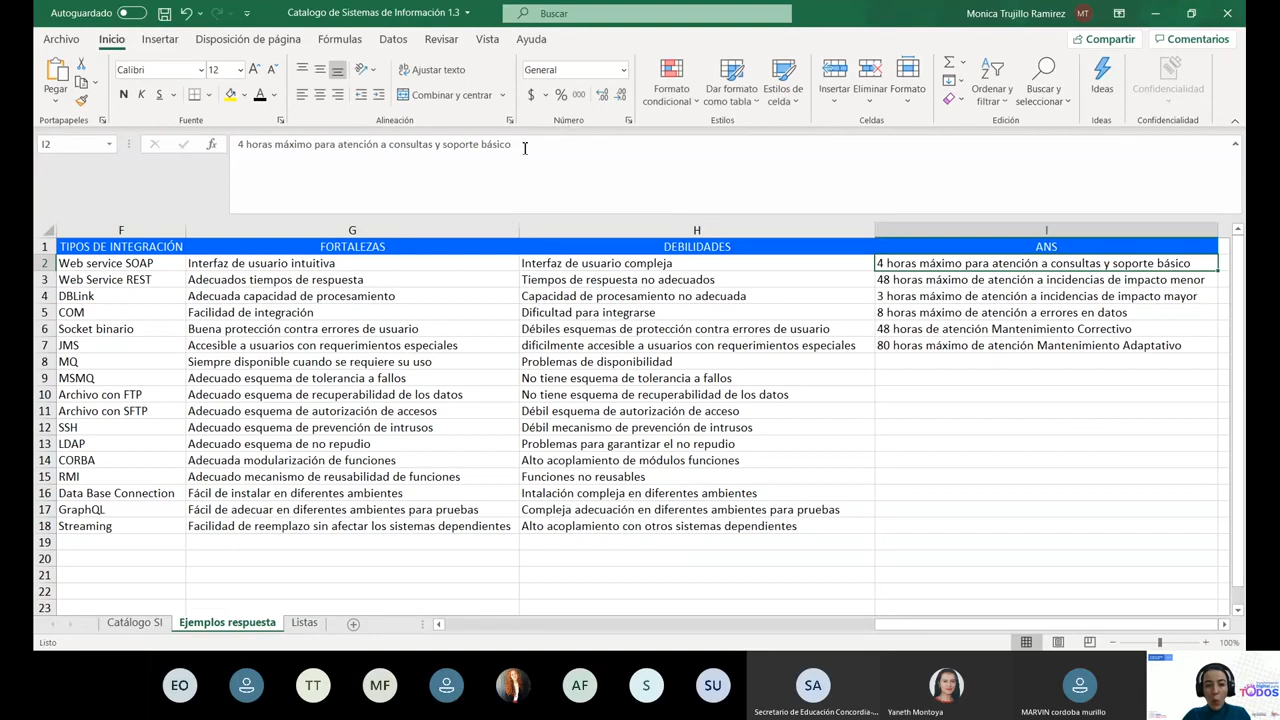 Autoguardado
Catalogo de Sistemas de Información 1.3
Buscar
Monica Trujillo Ramirez
MT
Archivo
Inicio
Insertar
Disposición de página
Fórmulas
Datos
Revisar
Vista
Ayuda
Compartir
Comentarios
Pegar
Calibri
12
N K S
Ajustar texto
Combinar y centrar
General
$ % 000
Formato condicional
Dar formato como tabla
Estilos de celda
Insertar
Eliminar
Formato
Ordenar y filtrar
Buscar y seleccionar
Ideas
Confidencialidad
Portapapeles
Fuente
Alineación
Número
Estilos
Celdas
Edición
Ideas
Confidencialidad
I2
fx
4 horas máximo para atención a consultas y soporte básico
F G H I
1 TIPOS DE INTEGRACIÓN FORTALEZAS DEBILIDADES ANS
2 Web service SOAP Interfaz de usuario intuitiva Interfaz de usuario compleja 4 horas máximo para atención a consultas y soporte básico
3 Web Service REST Adecuados tiempos de respuesta Tiempos de respuesta no adecuados 48 horas máximo de atención a incidencias de impacto menor
4 DBLink Adecuada capacidad de procesamiento Capacidad de procesamiento no adecuada 3 horas máximo de atención a incidencias de impacto mayor
5 COM Facilidad de integración Dificultad para integrarse 8 horas máximo de atención a errores en datos
6 Socket binario Buena protección contra errores de usuario Débiles esquemas de protección contra errores de usuario 48 horas de atención Mantenimiento Correctivo
7 JMS Accesible a usuarios con requerimientos especiales dificilmente accesible a usuarios con requerimientos especiales 80 horas máximo de atención Mantenimiento Adaptativo
8 MQ Siempre disponible cuando se requiere su uso Problemas de disponibilidad
9 MSMQ Adecuado esquema de tolerancia a fallos No tiene esquema de tolerancia a fallos
10 Archivo con FTP Adecuado esquema de recuperabilidad de los datos No tiene esquema de recuperabilidad de los datos
11 Archivo con SFTP Adecuado esquema de autorización de accesos Débil esquema de autorización de acceso
12 SSH Adecuado esquema de prevención de intrusos Débil mecanismo de prevención de intrusos
13 LDAP Adecuado esquema de no repudio Problemas para garantizar el no repudio
14 CORBA Adecuada modularización de funciones Alto acoplamiento de módulos funciones
15 RMI Adecuado mecanismo de reusabilidad de funciones Funciones no reusables
16 Data Base Connection Fácil de instalar en diferentes ambientes Intalación compleja en diferentes ambientes
17 GraphQL Fácil de adecuar en diferentes ambientes para pruebas Compleja adecuación en diferentes ambientes para pruebas
18 Streaming Facilidad de reemplazo sin afectar los sistemas dependientes Alto acoplamiento con otros sistemas dependientes
19
20
21
22
23
Catálogo SI
Ejemplos respuesta
Listas
Listo
100%
EO
TT
MF
AF
S
SU
SA
Secretario de Educación Concordia-...
Yaneth Montoya
MARVIN cordoba murillo
TODOS